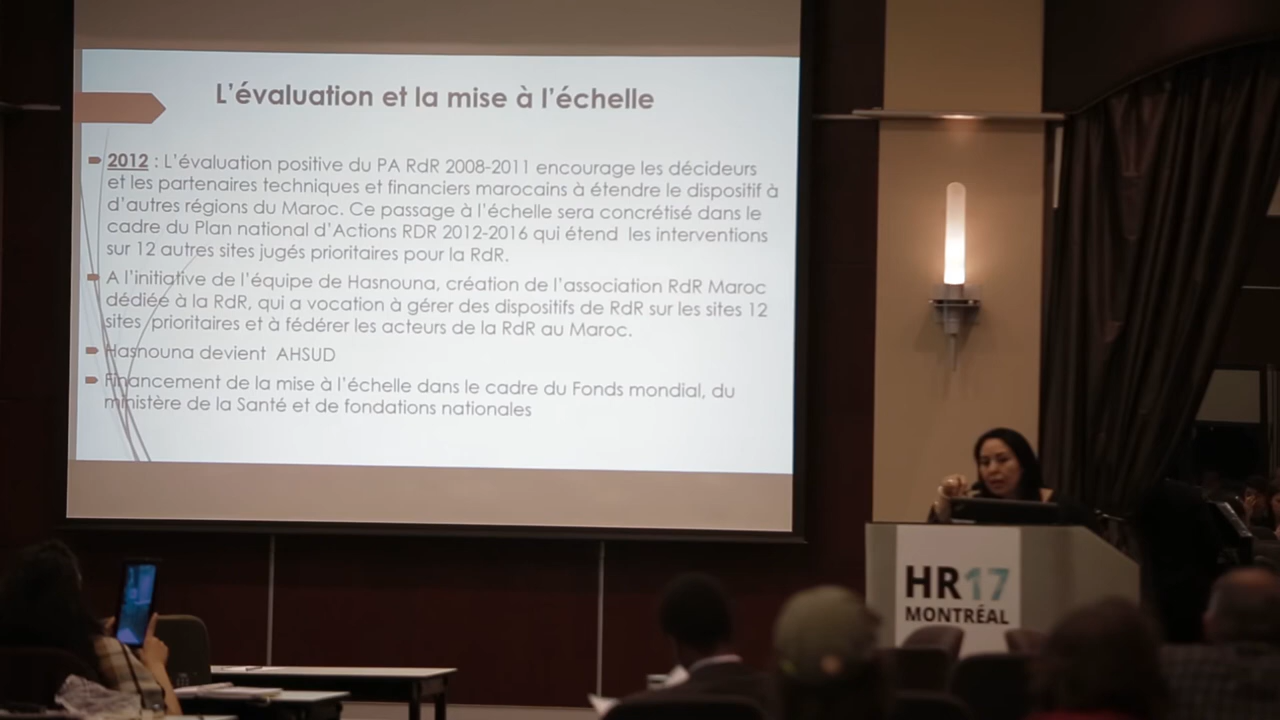 L'évaluation et la mise à l'échelle
2012 : L'évaluation positive du PA RdR 2008-2011 encourage les décideurs
et les partenaires techniques et financiers marocains à étendre le dispositif à
d'autres régions du Maroc. Ce passage à l'échelle sera concrétisé dans le
cadre du Plan national d'Actions RDR 2012-2016 qui étend les interventions
sur 12 autres sites jugés prioritaires pour la RdR.
A l'initiative de l'équipe de Hasnouna, création de l'association RdR Maroc
dédiée à la RdR, qui a vocation à gérer des dispositifs de RdR sur les sites 12
sites prioritaires et à fédérer les acteurs de la RdR au Maroc.
Hasnouna devient AHSUD
Financement de la mise à l'échelle dans le cadre du Fonds mondial, du
ministère de la Santé et de fondations nationales
HR17
MONTRÉAL